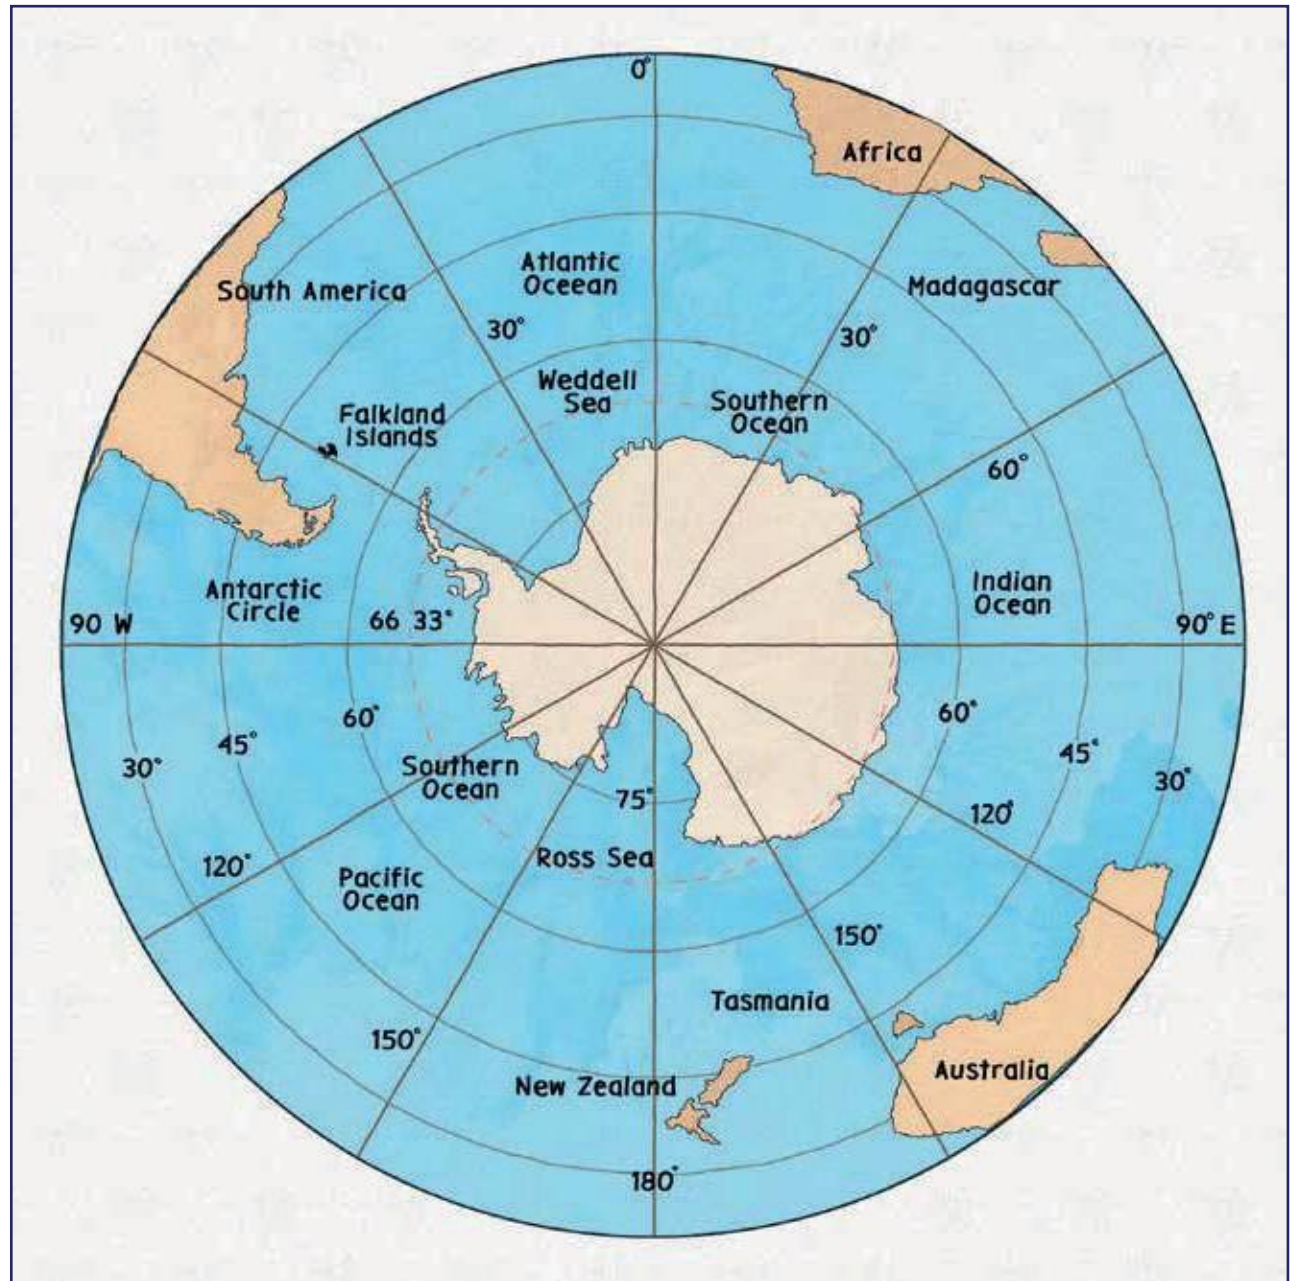 0°
Africa
Atlantic
Oceean
South America
Madagascar
30°
30°
Weddell
Sea
Southern
Ocean
Falkland
Islands
60°
Antarctic
Circle
66 33°
Indian
Ocean
90 W
90° E
60°
45°
30°
60°
45°
30°
Southern
Ocean
75°
120°
Ross Sea
120°
Pacific
Ocean
150°
Tasmania
150°
New Zealand
Australia
180°